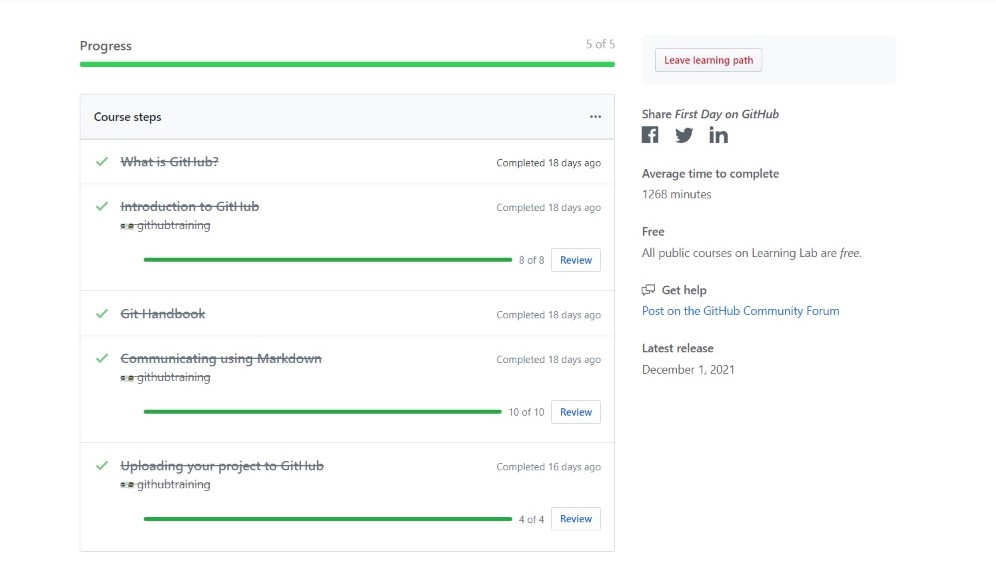 Progress
5 of 5
Course steps
What is GitHub?
Completed 18 days ago
Introduction to GitHub
Completed 18 days ago
githubtraining
8 of 8
Review
Git Handbook
Completed 18 days ago
Communicating using Markdown
Completed 18 days ago
githubtraining
10 of 10
Review
Uploading your project to GitHub
Completed 16 days ago
githubtraining
4 of 4
Review
Leave learning path
Share First Day on GitHub
Average time to complete
1268 minutes
Free
All public courses on Learning Lab are free.
Get help
Post on the GitHub Community Forum
Latest release
December 1, 2021